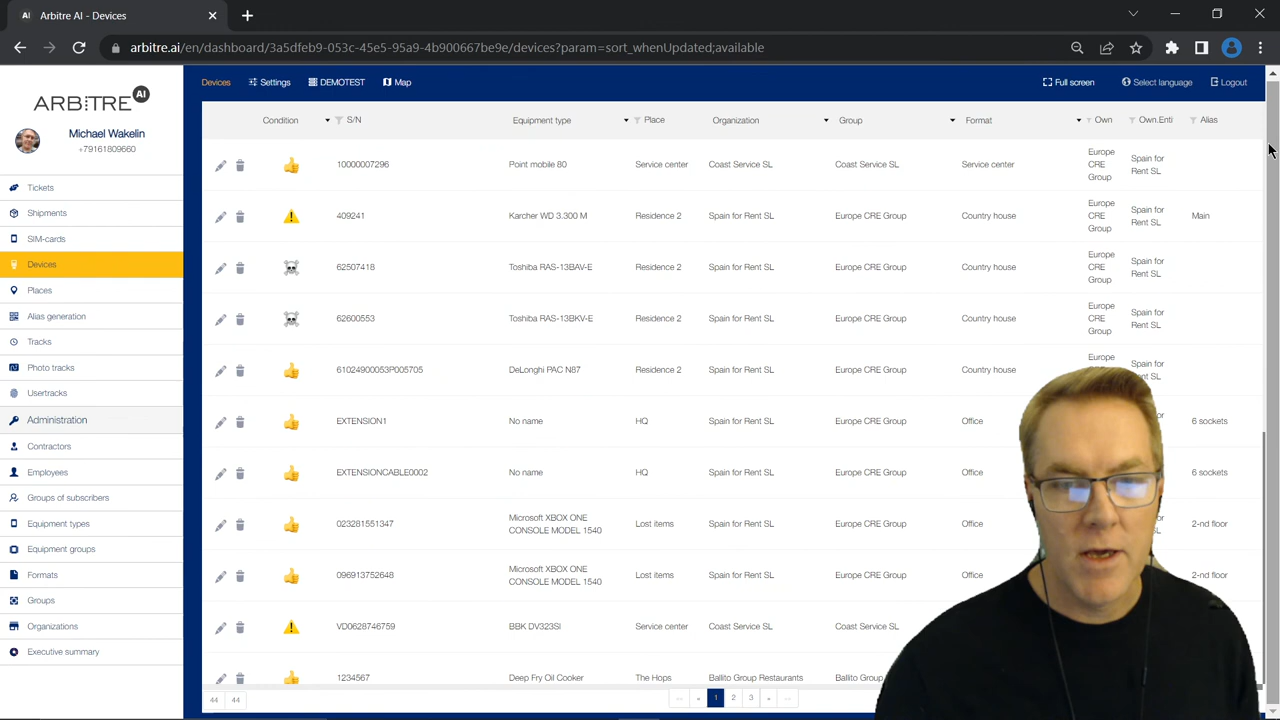 AI Arbitre AI - Devices
arbitre.ai/en/dashboard/3a5dfeb9-053c-45e5-95a9-4b900667be9e/devices?param=sort_whenUpdated;available
ARBITRE AI
Michael Wakelin
+79161809660
Tickets
Shipments
SIM-cards
Devices
Places
Alias generation
Tracks
Photo tracks
Usertracks
Administration
Contractors
Employees
Groups of subscribers
Equipment types
Equipment groups
Formats
Groups
Organizations
Executive summary
Devices Settings DEMOTEST Map Full screen Select language Logout
Condition S/N Equipment type Place Organization Group Format Own Own.Enti Alias
10000007296 Point mobile 80 Service center Coast Service SL Coast Service SL Service center Europe CRE Group Spain for Rent SL
409241 Karcher WD 3.300 M Residence 2 Spain for Rent SL Europe CRE Group Country house Europe CRE Group Spain for Rent SL Main
62507418 Toshiba RAS-13BAV-E Residence 2 Spain for Rent SL Europe CRE Group Country house Europe CRE Group Spain for Rent SL
62600553 Toshiba RAS-13BKV-E Residence 2 Spain for Rent SL Europe CRE Group Country house Europe CRE Group Spain for Rent SL
61024900053P005705 DeLonghi PAC N87 Residence 2 Spain for Rent SL Europe CRE Group Country house Europe Spain for
EXTENSION1 No name HQ Spain for Rent SL Europe CRE Group Office 6 sockets
EXTENSIONCABLE0002 No name HQ Spain for Rent SL Europe CRE Group Office 6 sockets
023281551347 Microsoft XBOX ONE CONSOLE MODEL 1540 Lost items Spain for Rent SL Europe CRE Group Office 2-nd floor
096913752648 Microsoft XBOX ONE CONSOLE MODEL 1540 Lost items Spain for Rent SL Europe CRE Group Office 2-nd floor
VD0628746759 BBK DV323SI Service center Coast Service SL Coast Service SL
1234567 Deep Fry Oil Cooker The Hops Ballito Group Restaurants Ballito Group
44 44 1 2 3